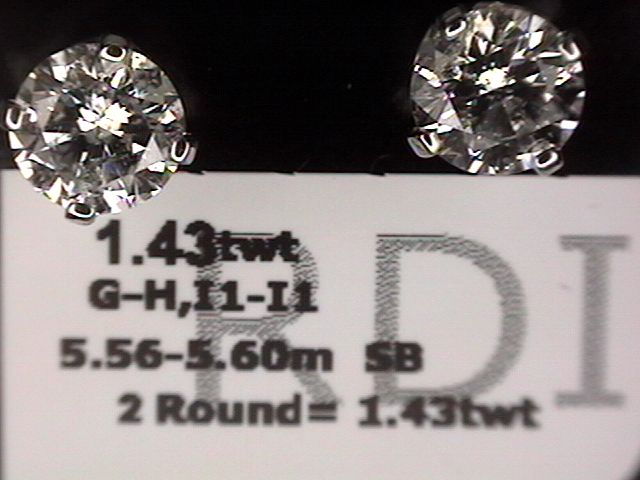 1.43twt
G-H,I1-I1
5.56-5.60m SB
2 Round= 1.43twt
RDI